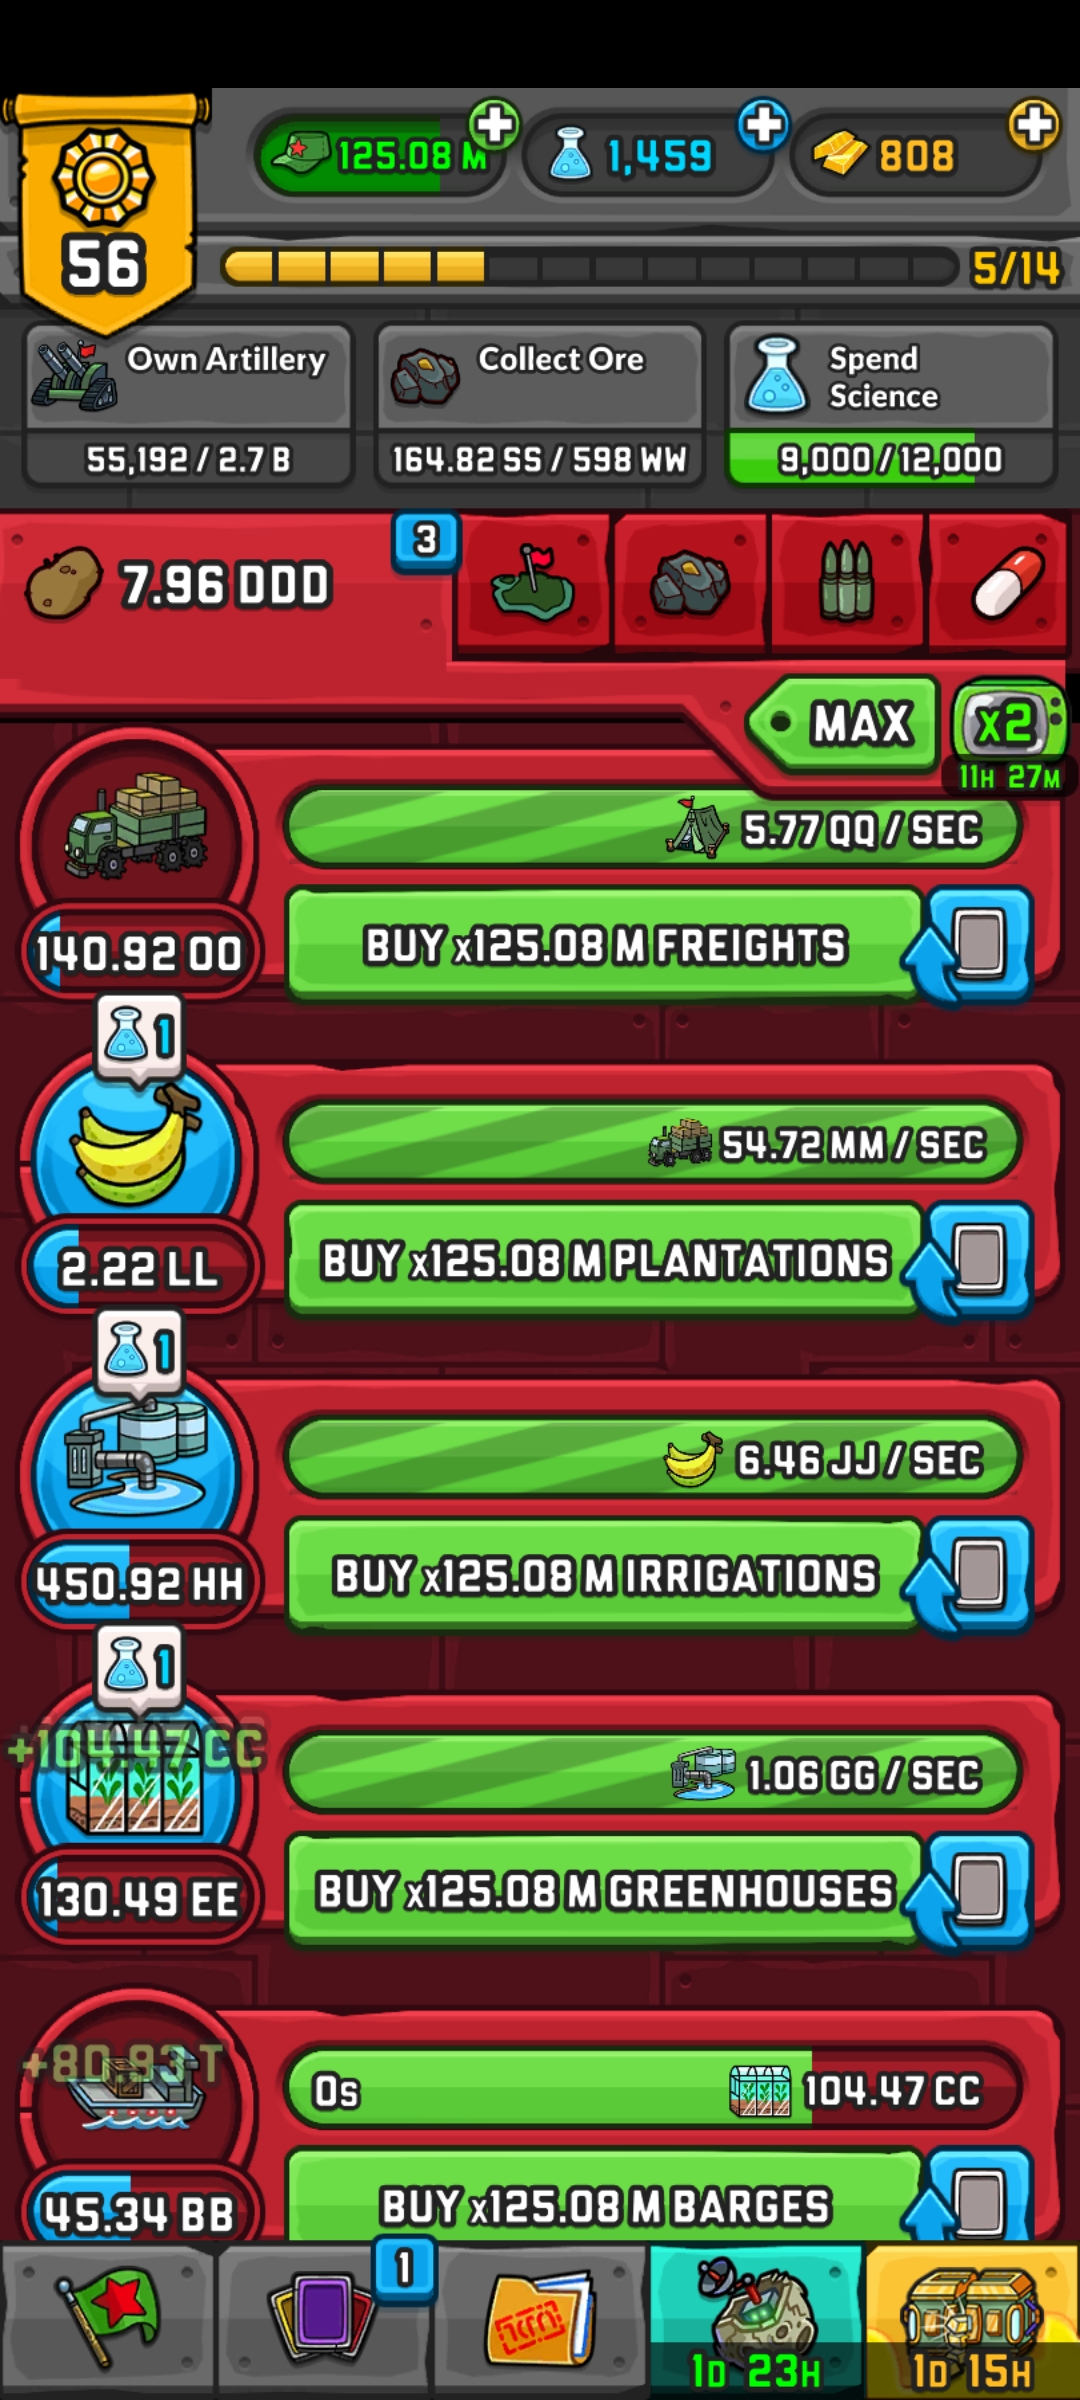 125.08 M
1,459
808
56
5/14
Own Artillery
55,192 / 2.7 B
Collect Ore
164.82 SS / 598 WW
Spend
Science
9,000 / 12,000
7.96 DDD
3
MAX
x2
11H 27M
5.77 QQ / SEC
140.92 OO
BUY x125.08 M FREIGHTS
1
54.72 MM / SEC
2.22 LL
BUY x125.08 M PLANTATIONS
1
6.46 JJ / SEC
450.92 HH
BUY x125.08 M IRRIGATIONS
1
+104.47 CC
1.06 GG / SEC
130.49 EE
BUY x125.08 M GREENHOUSES
+80.93 T
0s
104.47 CC
45.34 BB
BUY x125.08 M BARGES
1
1D 23H
1D 15H